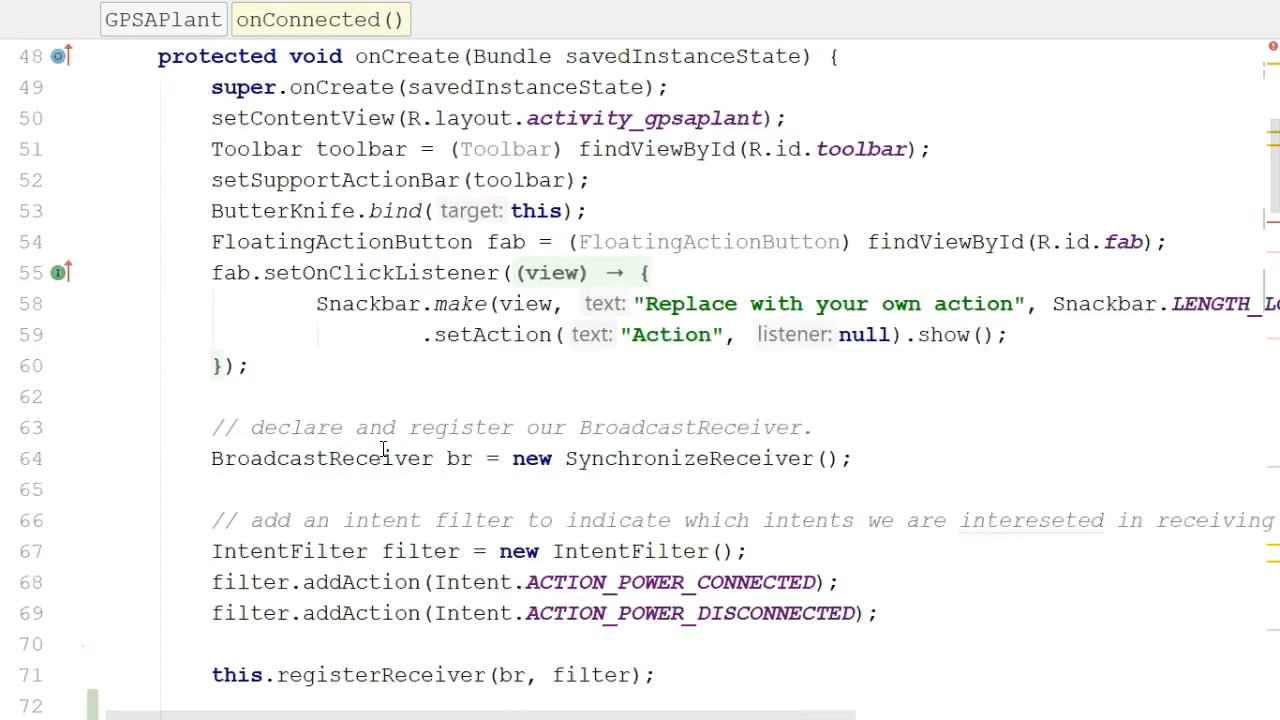 GPSAPlant onConnected()
48 protected void onCreate(Bundle savedInstanceState) {
49 super.onCreate(savedInstanceState);
50 setContentView(R.layout.activity_gpsaplant);
51 Toolbar toolbar = (Toolbar) findViewById(R.id.toolbar);
52 setSupportActionBar(toolbar);
53 ButterKnife.bind( target: this);
54 FloatingActionButton fab = (FloatingActionButton) findViewById(R.id.fab);
55 fab.setOnClickListener((view) → {
58 Snackbar.make(view, text: "Replace with your own action", Snackbar.LENGTH_LO
59 .setAction( text: "Action", listener: null).show();
60 });
62
63 // declare and register our BroadcastReceiver.
64 BroadcastReceiver br = new SynchronizeReceiver();
65
66 // add an intent filter to indicate which intents we are intereseted in receiving
67 IntentFilter filter = new IntentFilter();
68 filter.addAction(Intent.ACTION_POWER_CONNECTED);
69 filter.addAction(Intent.ACTION_POWER_DISCONNECTED);
70
71 this.registerReceiver(br, filter);
72